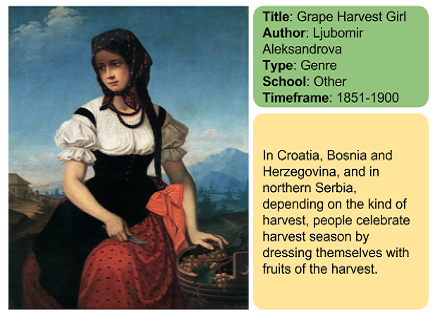 Title: Grape Harvest Girl
Author: Ljubomir
Aleksandrova
Type: Genre
School: Other
Timeframe: 1851-1900
In Croatia, Bosnia and
Herzegovina, and in
northern Serbia,
depending on the kind of
harvest, people celebrate
harvest season by
dressing themselves with
fruits of the harvest.